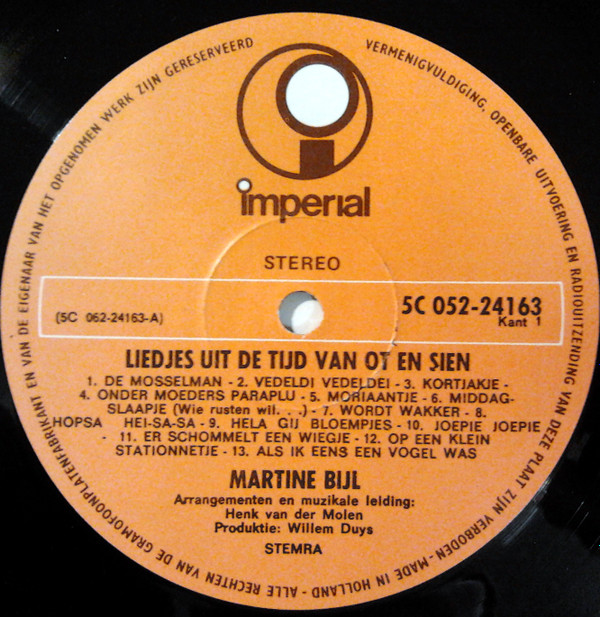 ALLE RECHTEN VAN DE GRAMOFOONPLATENFABRIKANT EN VAN DE EIGENAAR VAN HET OPGENOMEN WERK ZIJN GERESERVEERD
VERMENIGVULDIGING, OPENBARE UITVOERING EN RADIOUITZENDING VAN DEZE PLAAT ZIJN VERBODEN - MADE IN HOLLAND -
imperial
STEREO
(5C 062-24163-A)
5C 052-24163
Kant 1
LIEDJES UIT DE TIJD VAN OT EN SIEN
1. DE MOSSELMAN - 2. VEDELDI VEDELDEI - 3. KORTJAKJE -
4. ONDER MOEDERS PARAPLU - 5. MORIAANTJE - 6. MIDDAG-
SLAAPJE (Wie rusten wil. . .) - 7. WORDT WAKKER - 8.
HOPSA HEI-SA-SA - 9. HELA GIJ BLOEMPJES - 10. JOEPIE JOEPIE
- 11. ER SCHOMMELT EEN WIEGJE - 12. OP EEN KLEIN
STATIONNETJE - 13. ALS IK EENS EEN VOGEL WAS
MARTINE BIJL
Arrangementen en muzikale leiding:
Henk van der Molen
Produktie: Willem Duys
STEMRA